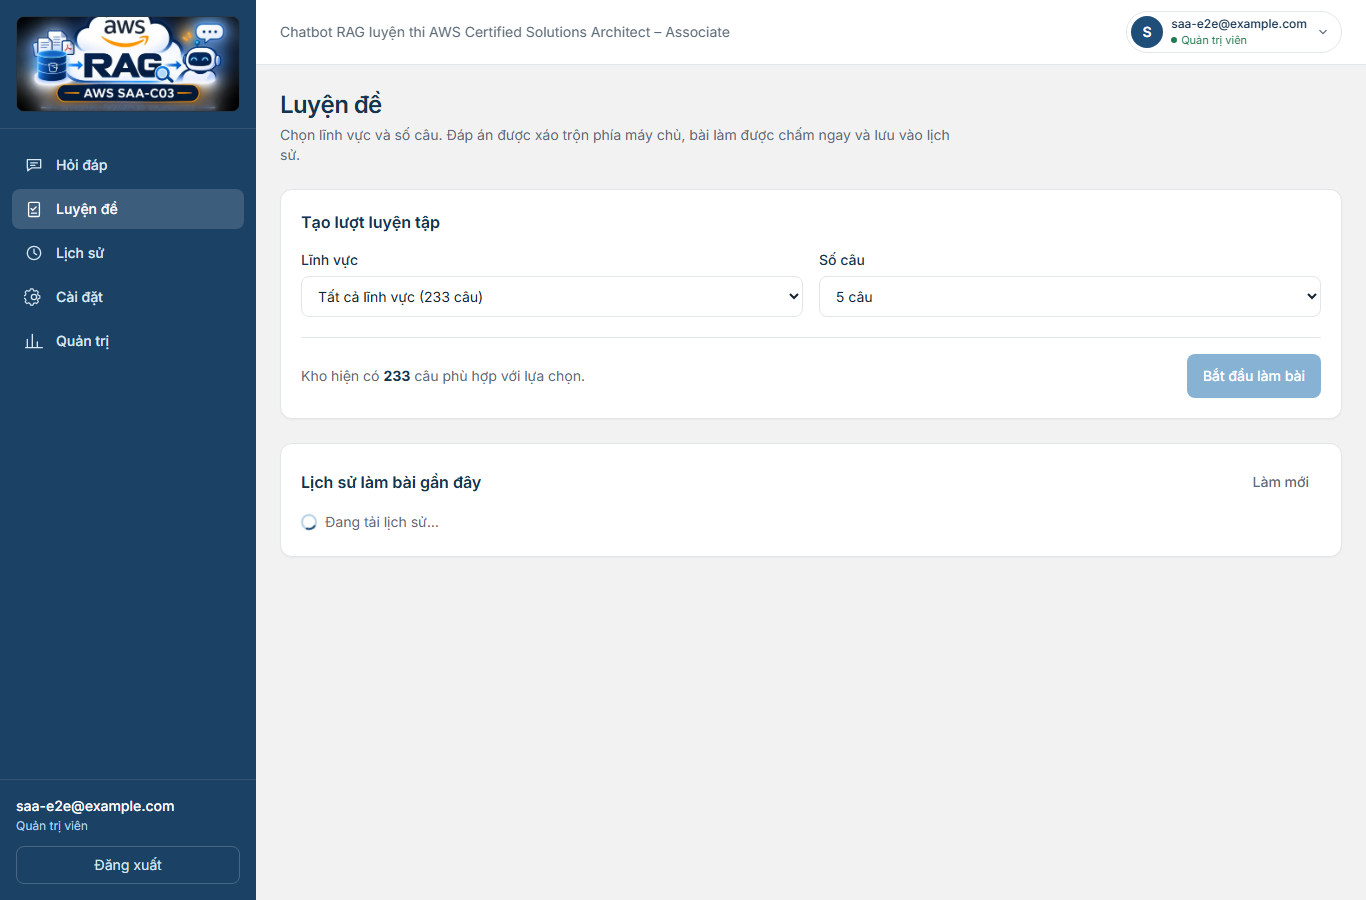 aws
RAG
AWS SAA-C03
Hỏi đáp
Luyện đề
Lịch sử
Cài đặt
Quản trị
saa-e2e@example.com
Quản trị viên
Đăng xuất
Chatbot RAG luyện thi AWS Certified Solutions Architect – Associate
S
saa-e2e@example.com
Quản trị viên
Luyện đề
Chọn lĩnh vực và số câu. Đáp án được xáo trộn phía máy chủ, bài làm được chấm ngay và lưu vào lịch
sử.
Tạo lượt luyện tập
Lĩnh vực
Số câu
Tất cả lĩnh vực (233 câu)
5 câu
Kho hiện có 233 câu phù hợp với lựa chọn.
Bắt đầu làm bài
Lịch sử làm bài gần đây
Làm mới
Đang tải lịch sử...